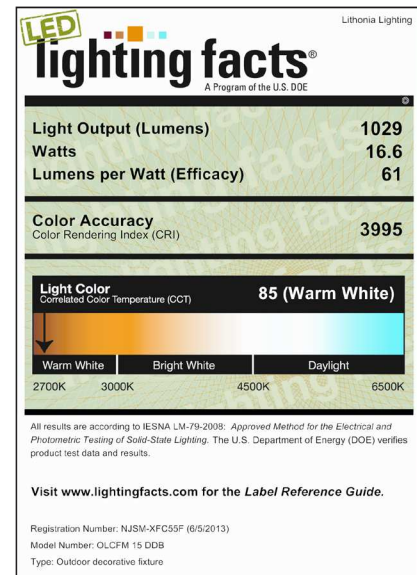 Lithonia Lighting
LED
lighting facts®
A Program of the U.S. DOE
Light Output (Lumens) 1029
Watts 16.6
Lumens per Watt (Efficacy) 61
Color Accuracy
Color Rendering Index (CRI) 3995
Light Color
Correlated Color Temperature (CCT) 85 (Warm White)
Warm White Bright White Daylight
2700K 3000K 4500K 6500K
All results are according to IESNA LM-79-2008: Approved Method for the Electrical and
Photometric Testing of Solid-State Lighting. The U.S. Department of Energy (DOE) verifies
product test data and results.
Visit www.lightingfacts.com for the Label Reference Guide.
Registration Number: NJSM-XFC55F (6/5/2013)
Model Number: OLCFM 15 DDB
Type: Outdoor decorative fixture